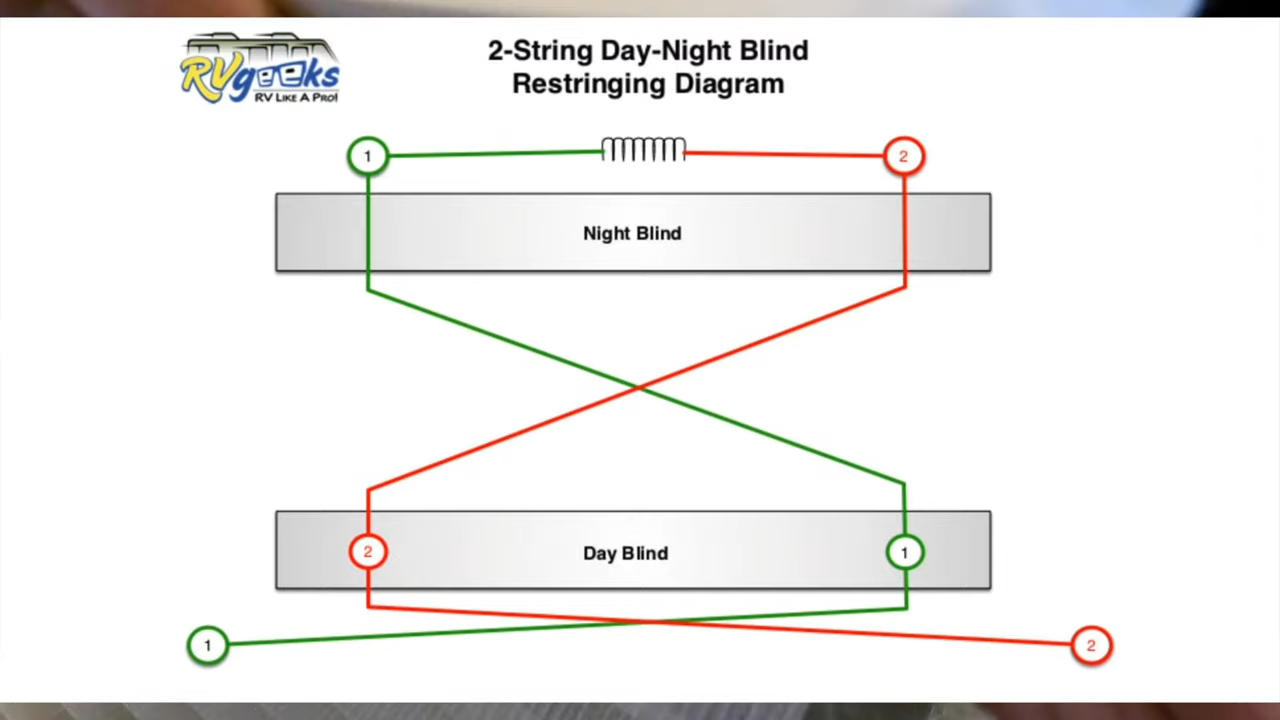 RVgeeks
RV LIKE A PRO!
2-String Day-Night Blind
Restringing Diagram
1
2
Night Blind
2
Day Blind
1
1
2